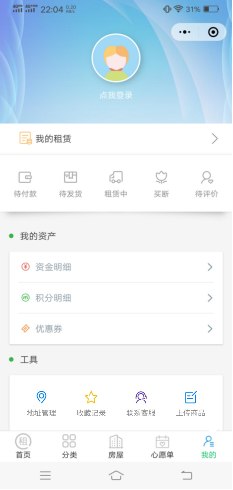 22:04
31%
点我登录
我的租赁
待付款 待发货 租赁中 买断 待评价
我的资产
资金明细
积分明细
优惠券
工具
地址管理 收藏记录 联系客服 上传商品
租
首页 分类 房屋 心愿单 我的